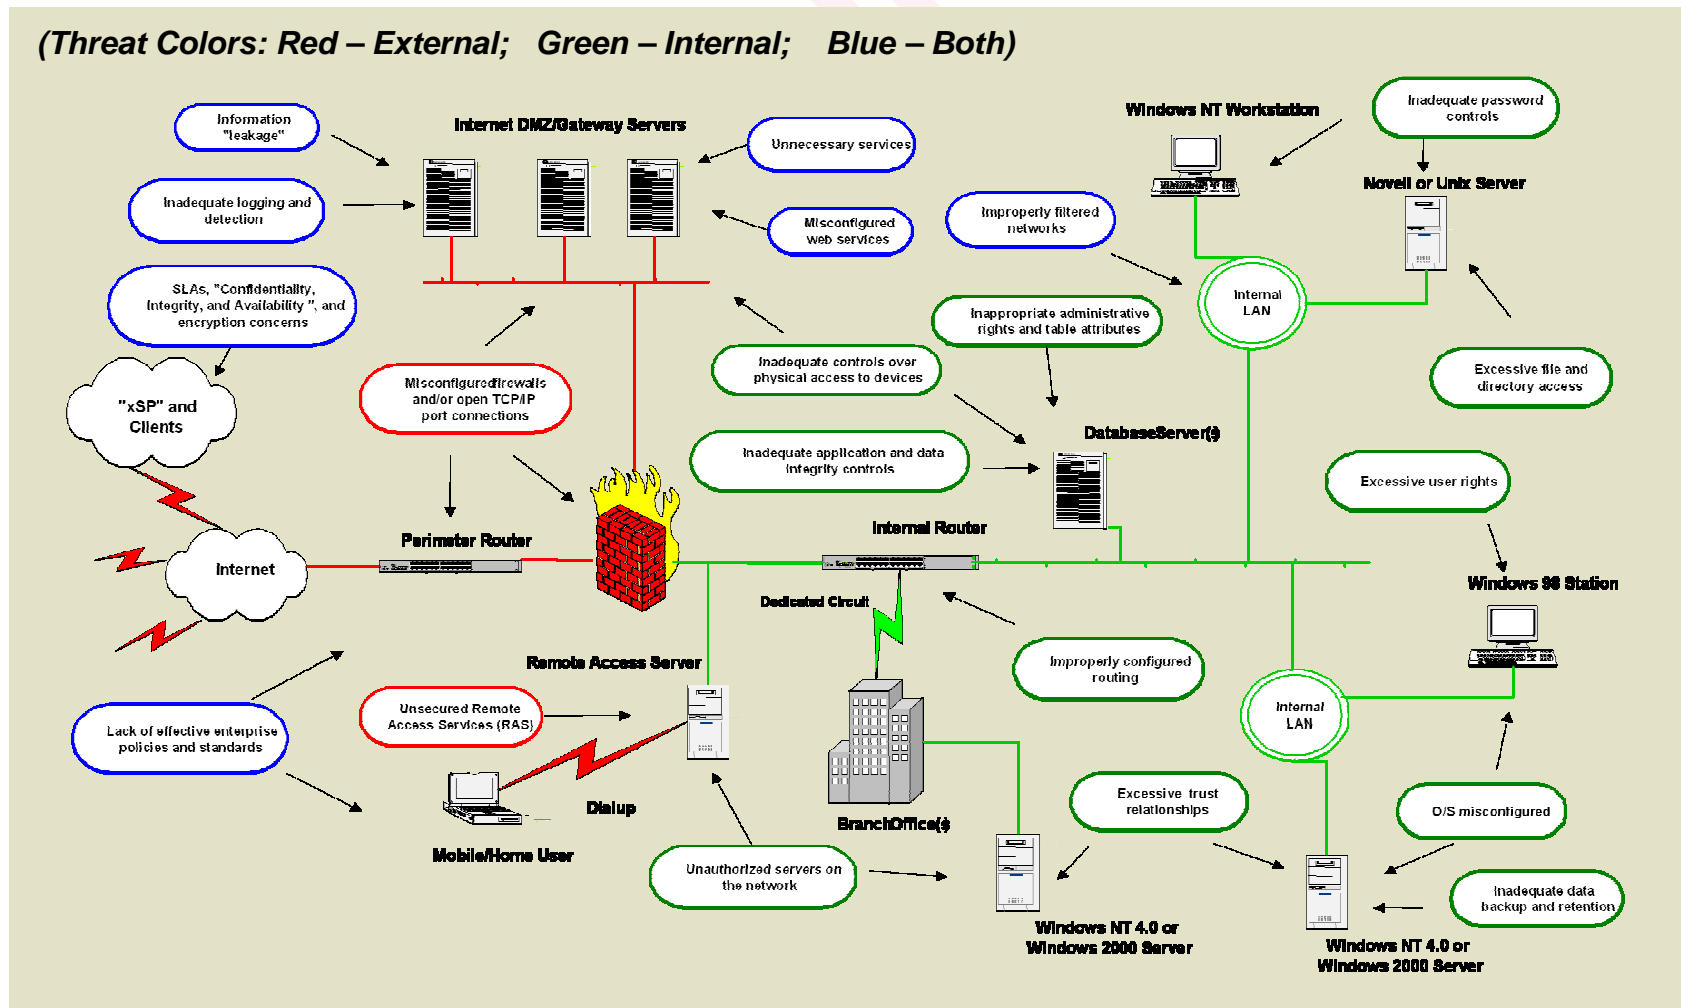 (Threat Colors: Red – External; Green – Internal; Blue – Both)
Information
"leakage"
Internet DMZ/Gateway Servers
Unnecessary services
Windows NT Workstation
Inadequate password
controls
Inadequate logging and
detection
Misconfigured
web services
Improperly filtered
networks
Novell or Unix Server
SLAs, "Confidentiality,
Integrity, and Availability ", and
encryption concerns
Internal
LAN
Inappropriate administrative
rights and table attributes
Inadequate controls over
physical access to devices
Excessive file and
directory access
Misconfiguredfirewalls
and/or open TCP/IP
port connections
"xSP" and
Clients
DatabaseServer(s)
Inadequate application and data
integrity controls
Excessive user rights
Perimeter Router
Internal Router
Internet
Windows 98 Station
Dedicated Circuit
Remote Access Server
Improperly configured
routing
Unsecured Remote
Access Services (RAS)
Internal
LAN
Lack of effective enterprise
policies and standards
Dialup
BranchOffice(s)
Excessive trust
relationships
O/S misconfigured
Mobile/Home User
Unauthorized servers on
the network
Inadequate data
backup and retention
Windows NT 4.0 or
Windows 2000 Server
Windows NT 4.0 or
Windows 2000 Server